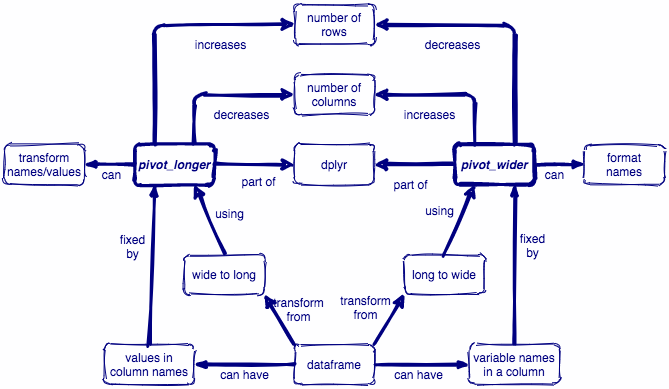 number of
rows
increases
decreases
number of
columns
decreases
increases
transform
names/values
can
pivot_longer
part of
dplyr
part of
pivot_wider
can
format
names
using
using
fixed
by
fixed
by
wide to long
long to wide
transform
from
transform
from
values in
column names
can have
dataframe
can have
variable names
in a column